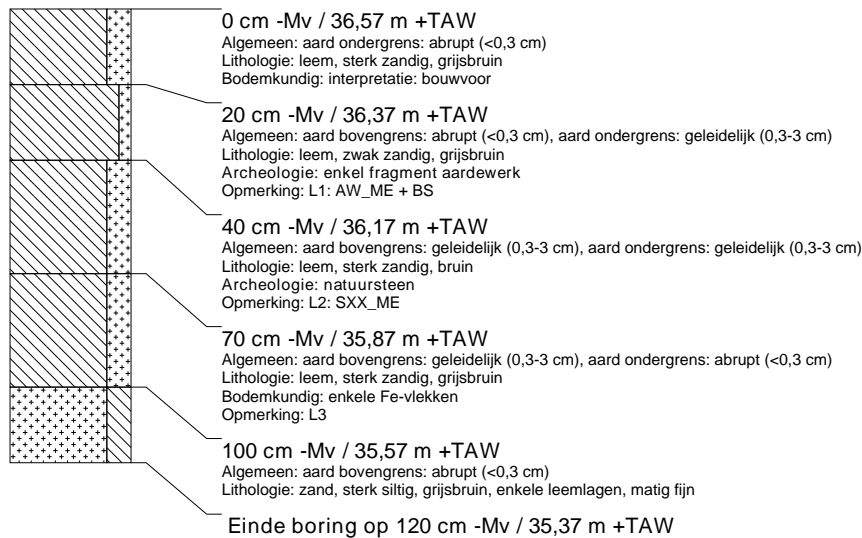 0 cm -Mv / 36,57 m +TAW
Algemeen: aard ondergrens: abrupt (<0,3 cm)
Lithologie: leem, sterk zandig, grijsbruin
Bodemkundig: interpretatie: bouwvoor
20 cm -Mv / 36,37 m +TAW
Algemeen: aard bovengrens: abrupt (<0,3 cm), aard ondergrens: geleidelijk (0,3-3 cm)
Lithologie: leem, zwak zandig, grijsbruin
Archeologie: enkel fragment aardewerk
Opmerking: L1: AW_ME + BS
40 cm -Mv / 36,17 m +TAW
Algemeen: aard bovengrens: geleidelijk (0,3-3 cm), aard ondergrens: geleidelijk (0,3-3 cm)
Lithologie: leem, sterk zandig, bruin
Archeologie: natuursteen
Opmerking: L2: SXX_ME
70 cm -Mv / 35,87 m +TAW
Algemeen: aard bovengrens: geleidelijk (0,3-3 cm), aard ondergrens: abrupt (<0,3 cm)
Lithologie: leem, sterk zandig, grijsbruin
Bodemkundig: enkele Fe-vlekken
Opmerking: L3
100 cm -Mv / 35,57 m +TAW
Algemeen: aard bovengrens: abrupt (<0,3 cm)
Lithologie: zand, sterk siltig, grijsbruin, enkele leemlagen, matig fijn
Einde boring op 120 cm -Mv / 35,37 m +TAW